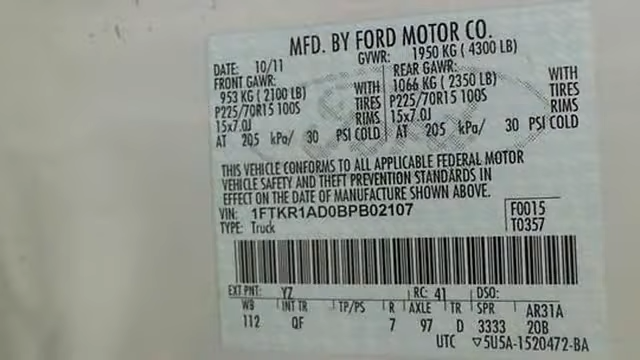 MFD. BY FORD MOTOR CO.
DATE: 10/11 GVWR: 1950 KG ( 4300 LB)
FRONT GAWR: REAR GAWR:
953 KG ( 2100 LB) WITH 1066 KG ( 2350 LB) WITH
P225/70R15 100S TIRES P225/70R15 100S TIRES
15x7.0J RIMS 15x7.0J RIMS
AT 205 kPa/ 30 PSI COLD AT 205 kPa/ 30 PSI COLD
THIS VEHICLE CONFORMS TO ALL APPLICABLE FEDERAL MOTOR
VEHICLE SAFETY AND THEFT PREVENTION STANDARDS IN
EFFECT ON THE DATE OF MANUFACTURE SHOWN ABOVE.
VIN: 1FTKR1AD0BPB02107 F0015
TYPE: Truck T0357
EXT PNT: YZ RC: 41 DSO:
WB INT TR TP/PS R AXLE TR SPR AR31A
112 QF 7 97 D 3333 20B
UTC ▽5U5A-1520472-BA